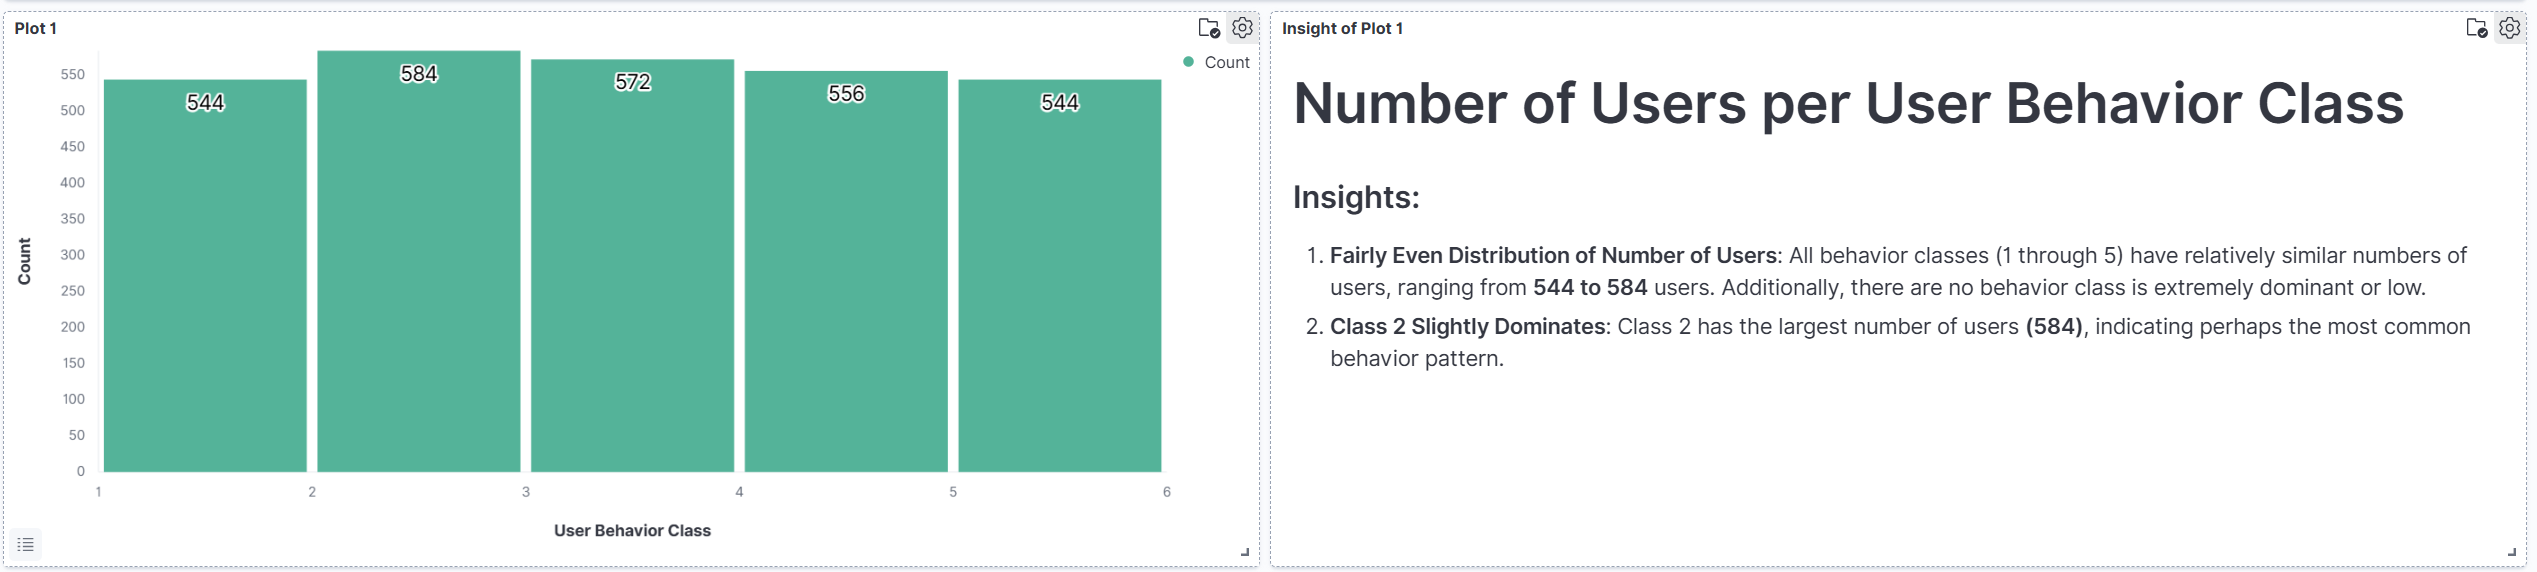 Plot 1
Count
550
500
450
400
350
300
250
200
150
100
50
0
Count
544
584
572
556
544
1 2 3 4 5 6
User Behavior Class
Insight of Plot 1
Number of Users per User Behavior Class
Insights:
1. Fairly Even Distribution of Number of Users: All behavior classes (1 through 5) have relatively similar numbers of
users, ranging from 544 to 584 users. Additionally, there are no behavior class is extremely dominant or low.
2. Class 2 Slightly Dominates: Class 2 has the largest number of users (584), indicating perhaps the most common
behavior pattern.